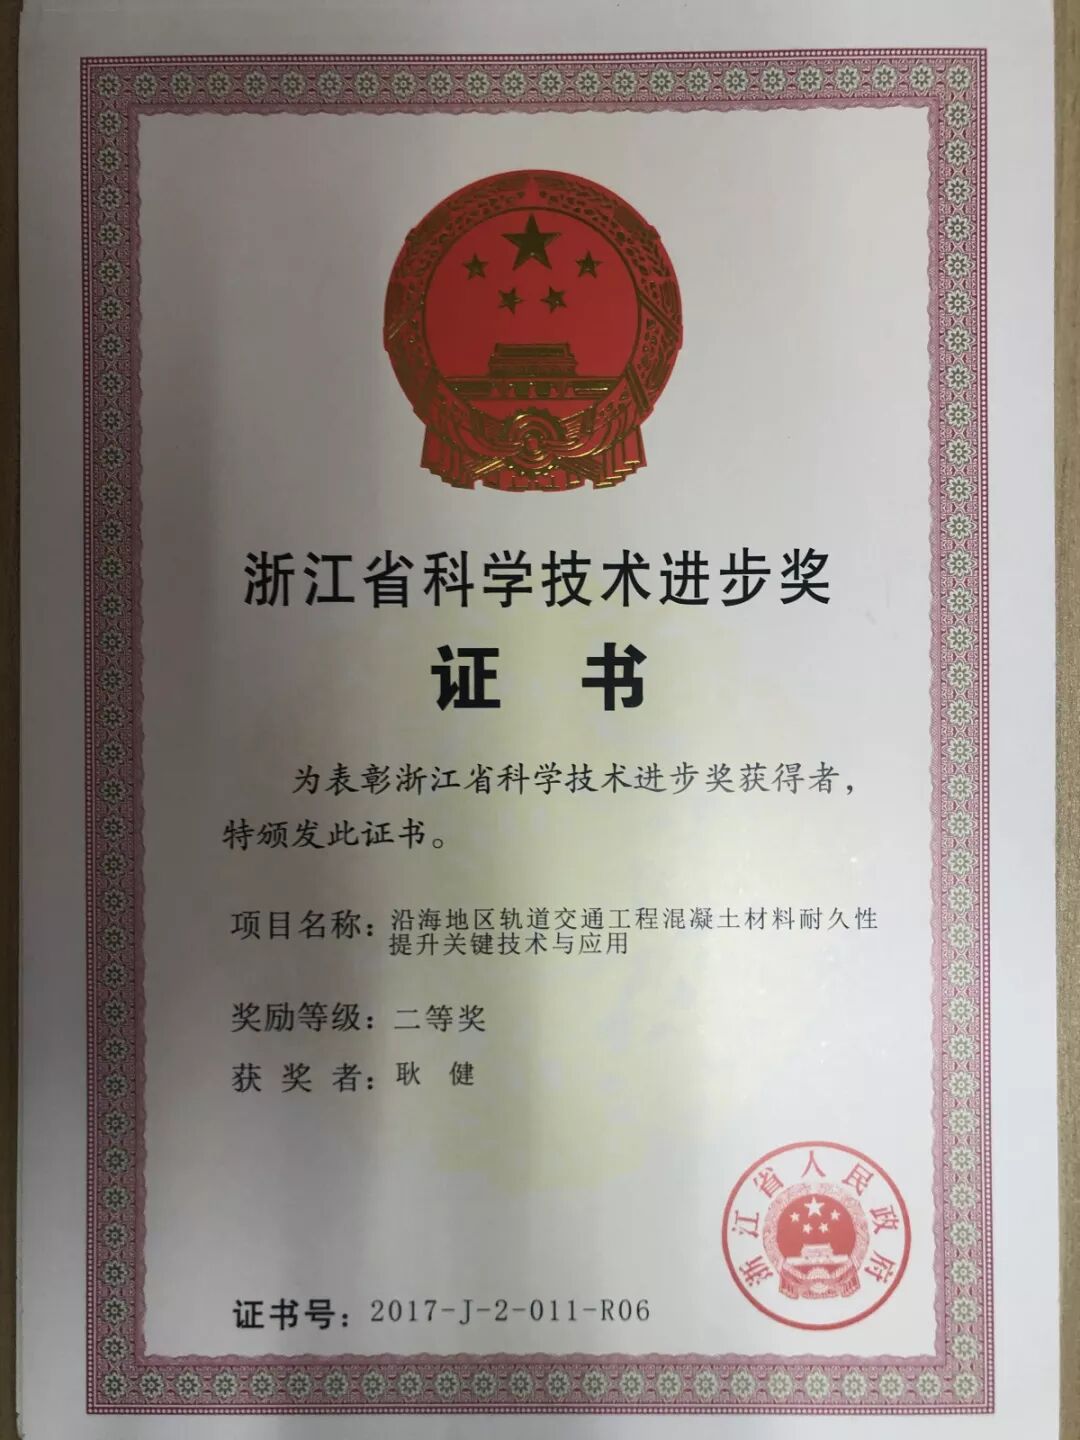 浙江省科学技术进步奖
证 书
为表彰浙江省科学技术进步奖获得者，
特颁发此证书。
项目名称：沿海地区轨道交通工程混凝土材料耐久性
提升关键技术与应用
奖励等级：二等奖
获 奖 者：耿 健
浙江省人民政府
证书号：2017-J-2-011-R06